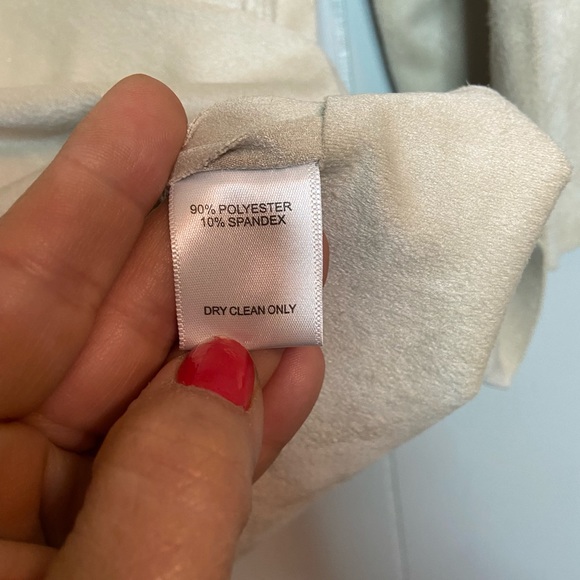 90% POLYESTER
10% SPANDEX
DRY CLEAN ONLY